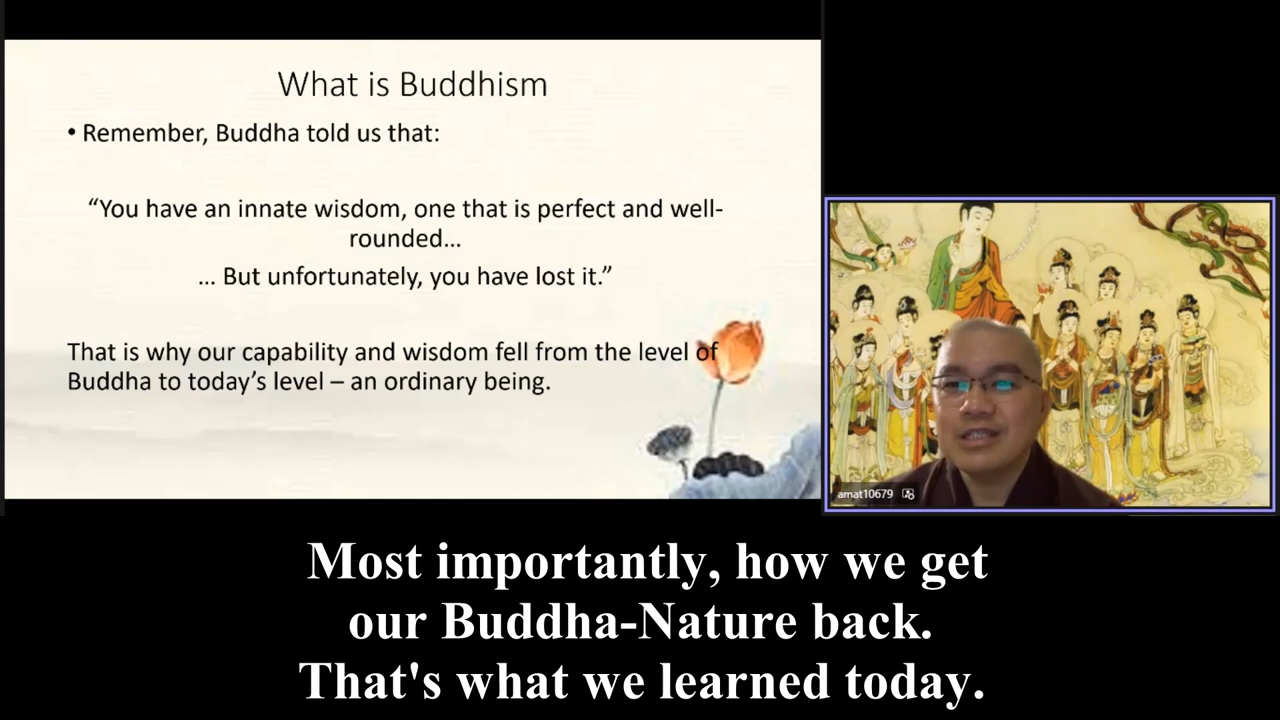 What is Buddhism
• Remember, Buddha told us that:
“You have an innate wisdom, one that is perfect and well-
rounded…
… But unfortunately, you have lost it.”
That is why our capability and wisdom fell from the level of
Buddha to today’s level – an ordinary being.
amat10679
Most importantly, how we get
our Buddha-Nature back.
That's what we learned today.